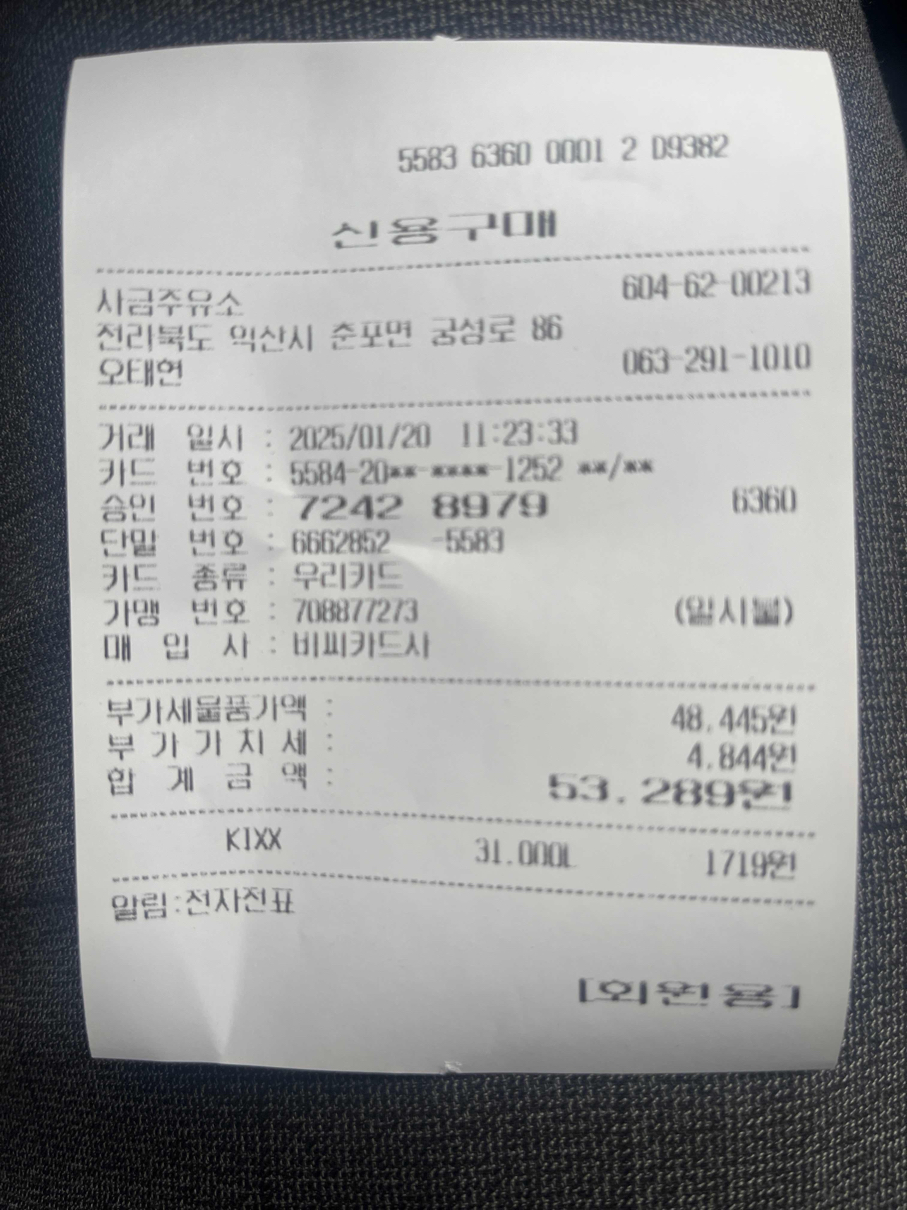 5583 6360 0001 2 D9382
신용구매
사금주유소 604-62-00213
전라북도 익산시 춘포면 궁성로 86
오태현 063-291-1010
거래 일시 : 2025/01/20 11:23:33
카드 번호 : 5584-20**-****-1252 **/**
승인 번호 : 7242 8979 6360
단말 번호 : 6662852 -5583
카드 종류 : 우리카드
가맹 번호 : 708877273 (일시불)
매 입 사 : 비씨카드사
부가세물품가액 : 48,445원
부 가 가 치 세 : 4,844원
합 계 금 액 : 53,289원
KIXX 31.000L 1719원
알림:전자전표
[회원용]